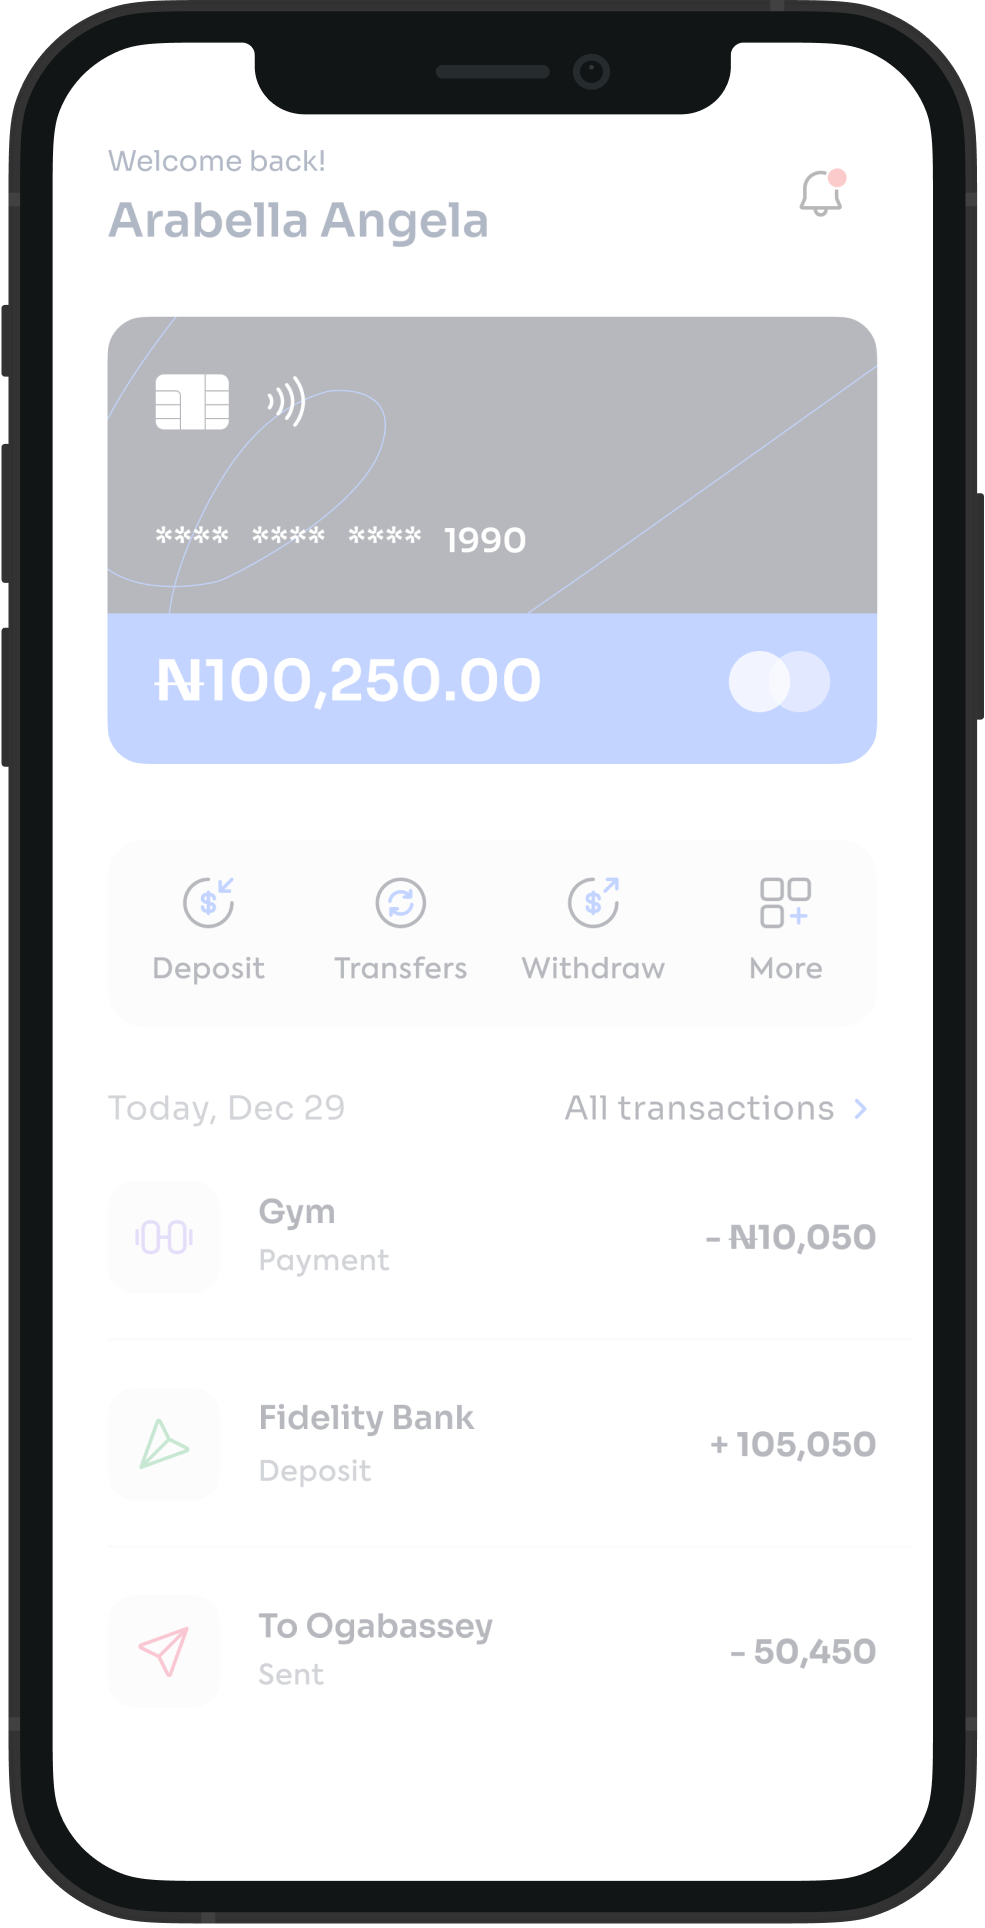 Welcome back!
Arabella Angela
**** **** **** 1990
₦100,250.00
Deposit Transfers Withdraw More
Today, Dec 29 All transactions
Gym
Payment
- ₦10,050
Fidelity Bank
Deposit
+ 105,050
To Ogabassey
Sent
- 50,450